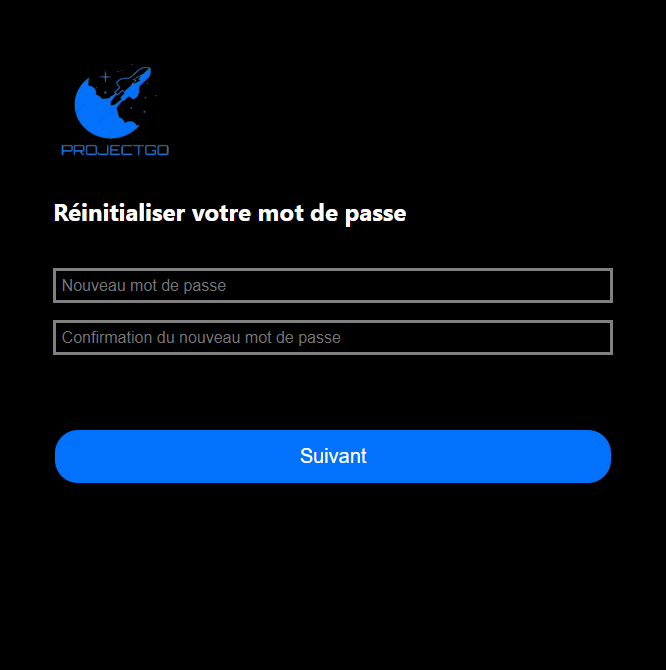 PROJECTGO
Réinitialiser votre mot de passe
Nouveau mot de passe
Confirmation du nouveau mot de passe
Suivant